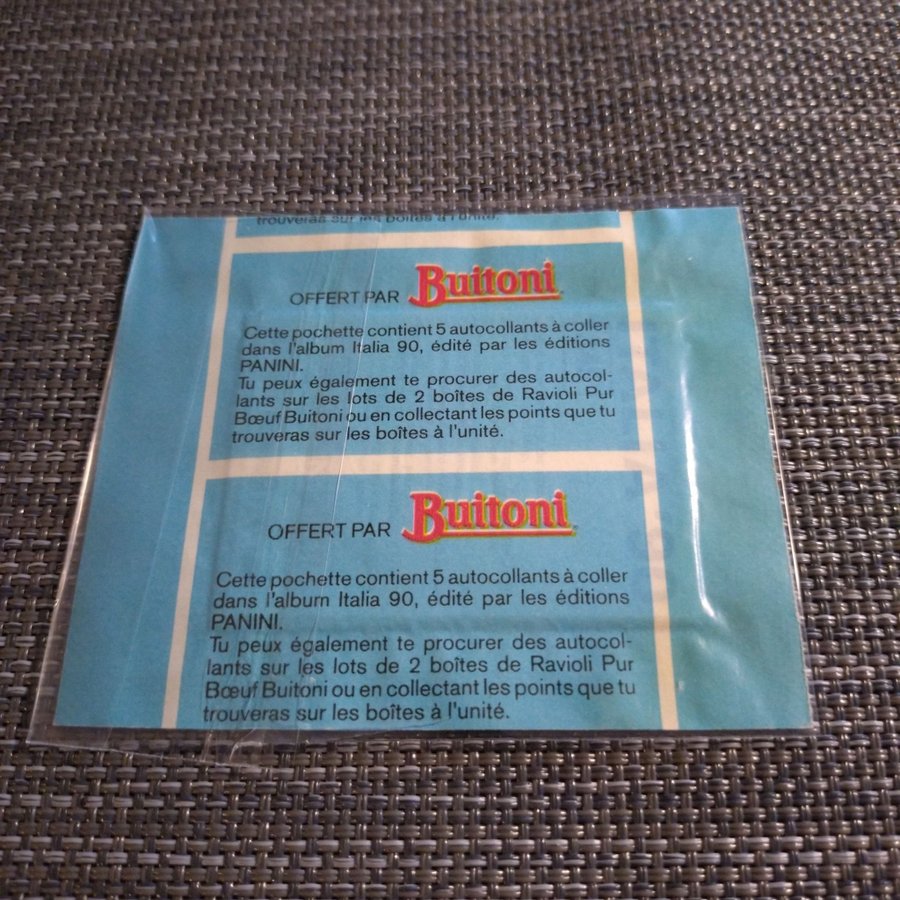 trouveras sur les boîtes à l'unité.
OFFERT PAR Buitoni
Cette pochette contient 5 autocollants à coller
dans l'album Italia 90, édité par les éditions
PANINI.
Tu peux également te procurer des autocol-
lants sur les lots de 2 boîtes de Ravioli Pur
Bœuf Buitoni ou en collectant les points que tu
trouveras sur les boîtes à l'unité.
OFFERT PAR Buitoni
Cette pochette contient 5 autocollants à coller
dans l'album Italia 90, édité par les éditions
PANINI.
Tu peux également te procurer des autocol-
lants sur les lots de 2 boîtes de Ravioli Pur
Bœuf Buitoni ou en collectant les points que tu
trouveras sur les boîtes à l'unité.